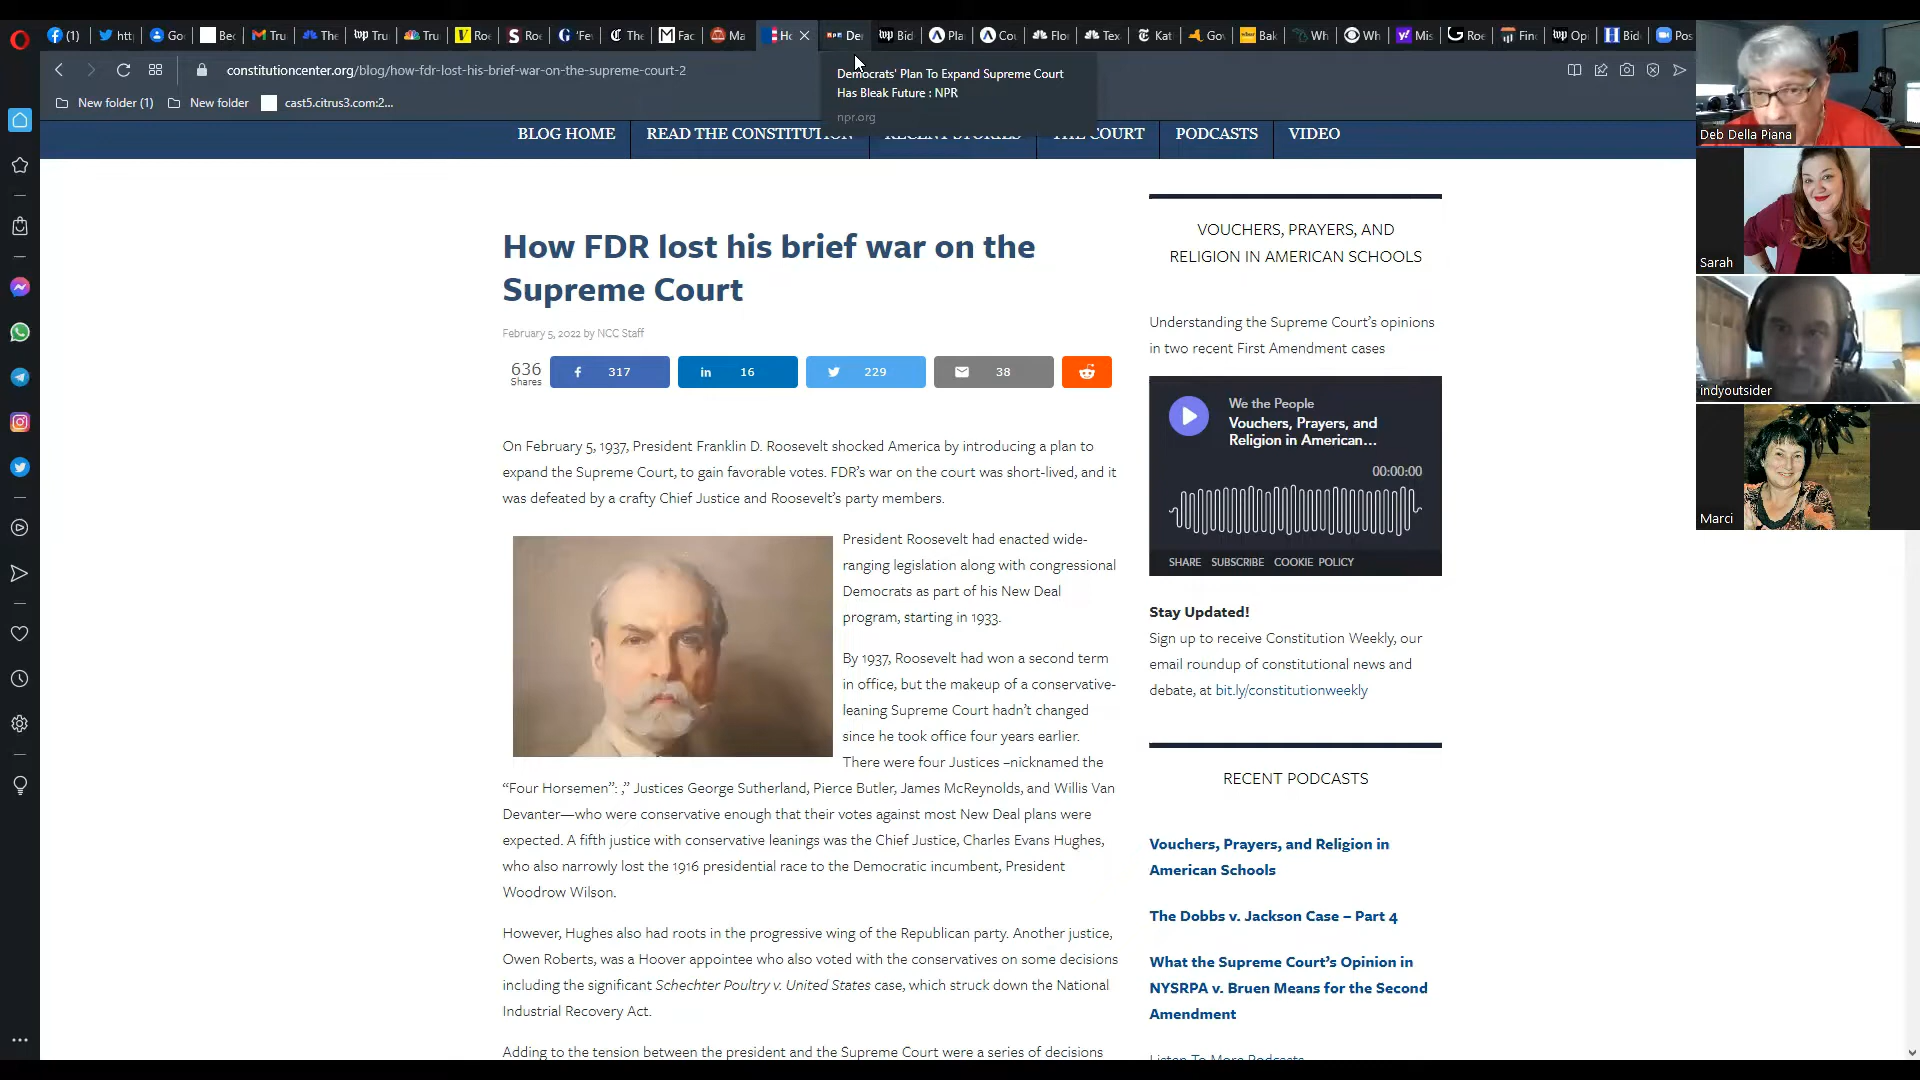 (1)
htt
Go
Bec
Tru
The
Tru
Tru
Roe
Roe
'Fe
The
Fac
Ma
Ho
De
Bid
Pla
Cou
Flo
Tex
Kat
Go
Bak
Wh
Wh
Mis
Roe
Find
Opi
Bid
Pos
constitutioncenter.org/blog/how-fdr-lost-his-brief-war-on-the-supreme-court-2
New folder (1)
New folder
cast5.citrus3.com:2...
Democrats' Plan To Expand Supreme Court
Has Bleak Future : NPR
npr.org
BLOG HOME
READ THE CONSTITUTION
RECENT STORIES
THE COURT
PODCASTS
VIDEO
How FDR lost his brief war on the
Supreme Court
February 5, 2022 by NCC Staff
636
Shares
317
in 16
229
38
On February 5, 1937, President Franklin D. Roosevelt shocked America by introducing a plan to
expand the Supreme Court, to gain favorable votes. FDR's war on the court was short-lived, and it
was defeated by a crafty Chief Justice and Roosevelt's party members.
President Roosevelt had enacted wide-
ranging legislation along with congressional
Democrats as part of his New Deal
program, starting in 1933.
By 1937, Roosevelt had won a second term
in office, but the makeup of a conservative-
leaning Supreme Court hadn't changed
since he took office four years earlier.
There were four Justices –nicknamed the
"Four Horsemen": ," Justices George Sutherland, Pierce Butler, James McReynolds, and Willis Van
Devanter—who were conservative enough that their votes against most New Deal plans were
expected. A fifth justice with conservative leanings was the Chief Justice, Charles Evans Hughes,
who also narrowly lost the 1916 presidential race to the Democratic incumbent, President
Woodrow Wilson.
However, Hughes also had roots in the progressive wing of the Republican party. Another justice,
Owen Roberts, was a Hoover appointee who also voted with the conservatives on some decisions
including the significant Schechter Poultry v. United States case, which struck down the National
Industrial Recovery Act.
Adding to the tension between the president and the Supreme Court were a series of decisions
VOUCHERS, PRAYERS, AND
RELIGION IN AMERICAN SCHOOLS
Understanding the Supreme Court's opinions
in two recent First Amendment cases
We the People
Vouchers, Prayers, and
Religion in American...
00:00:00
SHARE SUBSCRIBE COOKIE POLICY
Stay Updated!
Sign up to receive Constitution Weekly, our
email roundup of constitutional news and
debate, at bit.ly/constitutionweekly
RECENT PODCASTS
Vouchers, Prayers, and Religion in
American Schools
The Dobbs v. Jackson Case – Part 4
What the Supreme Court's Opinion in
NYSRPA v. Bruen Means for the Second
Amendment
Listen To More Podcasts
Deb Della Piana
Sarah
indyoutsider
Marci